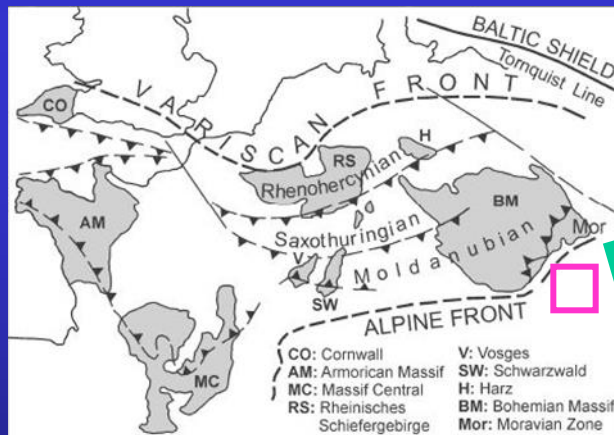 BALTIC SHIELD
Tornquist Line
VARISCAN FRONT
CO
H
RS
Rhenohercynian
BM
AM
Saxothuringian
Mor
V
Moldanubian
SW
ALPINE FRONT
MC
CO: Cornwall
AM: Armorican Massif
MC: Massif Central
RS: Rheinisches
Schiefergebirge
V: Vosges
SW: Schwarzwald
H: Harz
BM: Bohemian Massif
Mor: Moravian Zone